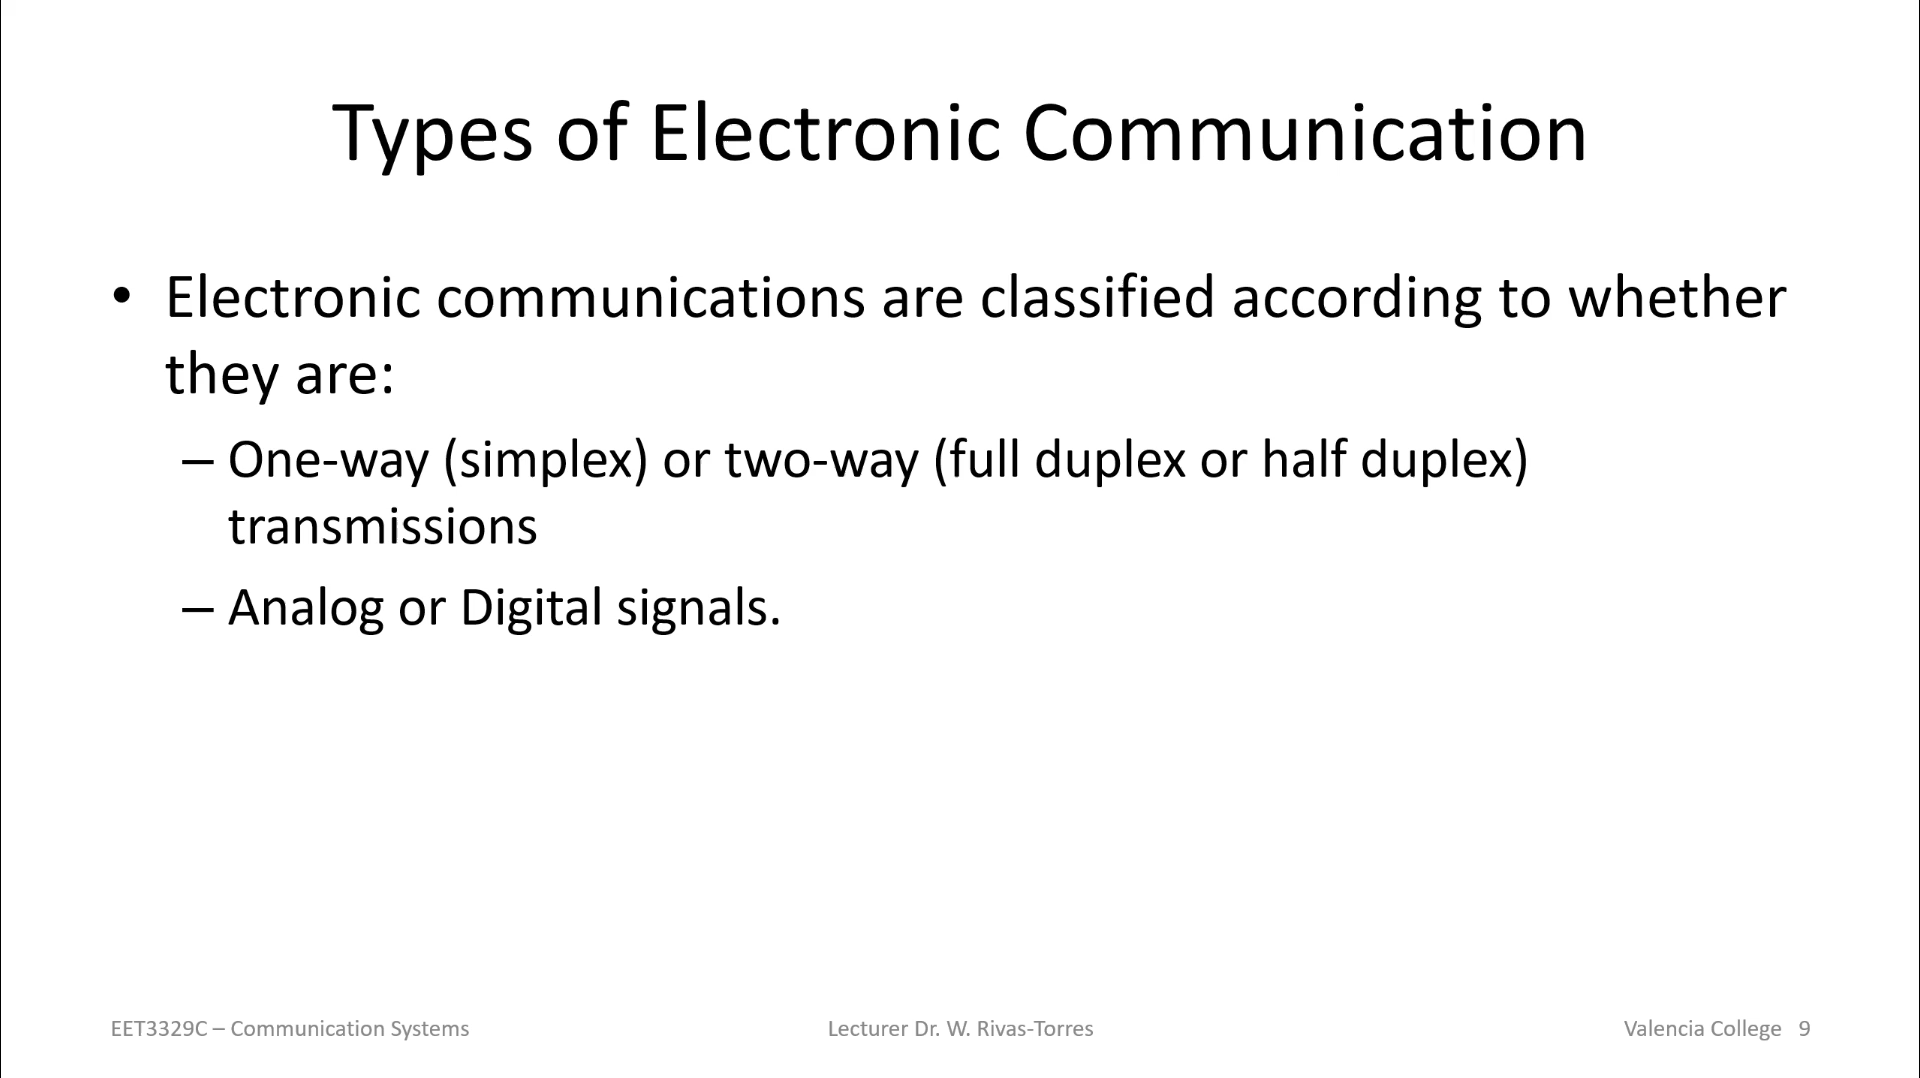 Types of Electronic Communication
• Electronic communications are classified according to whether
they are:
– One-way (simplex) or two-way (full duplex or half duplex)
transmissions
– Analog or Digital signals.
EET3329C – Communication Systems
Lecturer Dr. W. Rivas-Torres
Valencia College 9